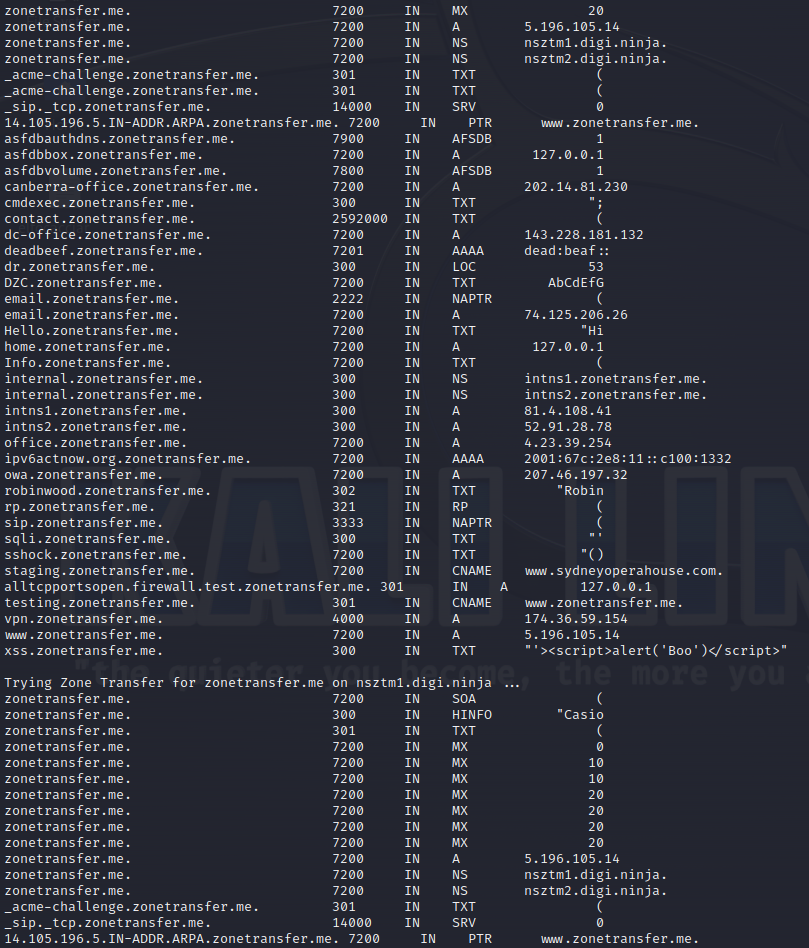 zonetransfer.me. 7200 IN MX 20
zonetransfer.me. 7200 IN A 5.196.105.14
zonetransfer.me. 7200 IN NS nsztm1.digi.ninja.
zonetransfer.me. 7200 IN NS nsztm2.digi.ninja.
_acme-challenge.zonetransfer.me. 301 IN TXT (
_acme-challenge.zonetransfer.me. 301 IN TXT (
_sip._tcp.zonetransfer.me. 14000 IN SRV 0
14.105.196.5.IN-ADDR.ARPA.zonetransfer.me. 7200 IN PTR www.zonetransfer.me.
asfdbauthdns.zonetransfer.me. 7900 IN AFSDB 1
asfdbbox.zonetransfer.me. 7200 IN A 127.0.0.1
asfdbvolume.zonetransfer.me. 7800 IN AFSDB 1
canberra-office.zonetransfer.me. 7200 IN A 202.14.81.230
cmdexec.zonetransfer.me. 300 IN TXT ";
contact.zonetransfer.me. 2592000 IN TXT (
dc-office.zonetransfer.me. 7200 IN A 143.228.181.132
deadbeef.zonetransfer.me. 7201 IN AAAA dead:beaf::
dr.zonetransfer.me. 300 IN LOC 53
DZC.zonetransfer.me. 7200 IN TXT AbCdEfG
email.zonetransfer.me. 2222 IN NAPTR (
email.zonetransfer.me. 7200 IN A 74.125.206.26
Hello.zonetransfer.me. 7200 IN TXT "Hi
home.zonetransfer.me. 7200 IN A 127.0.0.1
Info.zonetransfer.me. 7200 IN TXT (
internal.zonetransfer.me. 300 IN NS intns1.zonetransfer.me.
internal.zonetransfer.me. 300 IN NS intns2.zonetransfer.me.
intns1.zonetransfer.me. 300 IN A 81.4.108.41
intns2.zonetransfer.me. 300 IN A 52.91.28.78
office.zonetransfer.me. 7200 IN A 4.23.39.254
ipv6actnow.org.zonetransfer.me. 7200 IN AAAA 2001:67c:2e8:11::c100:1332
owa.zonetransfer.me. 7200 IN A 207.46.197.32
robinwood.zonetransfer.me. 302 IN TXT "Robin
rp.zonetransfer.me. 321 IN RP (
sip.zonetransfer.me. 3333 IN NAPTR (
sqli.zonetransfer.me. 300 IN TXT "'
sshock.zonetransfer.me. 7200 IN TXT "()
staging.zonetransfer.me. 7200 IN CNAME www.sydneyoperahouse.com.
alltcpportsopen.firewall.test.zonetransfer.me. 301 IN A 127.0.0.1
testing.zonetransfer.me. 301 IN CNAME www.zonetransfer.me.
vpn.zonetransfer.me. 4000 IN A 174.36.59.154
www.zonetransfer.me. 7200 IN A 5.196.105.14
xss.zonetransfer.me. 300 IN TXT "'><script>alert('Boo')</script>"
KALI LIN
"the quieter you become, the more you a
Trying Zone Transfer for zonetransfer.me on nsztm1.digi.ninja ...
zonetransfer.me. 7200 IN SOA (
zonetransfer.me. 300 IN HINFO "Casio
zonetransfer.me. 301 IN TXT (
zonetransfer.me. 7200 IN MX 0
zonetransfer.me. 7200 IN MX 10
zonetransfer.me. 7200 IN MX 10
zonetransfer.me. 7200 IN MX 20
zonetransfer.me. 7200 IN MX 20
zonetransfer.me. 7200 IN MX 20
zonetransfer.me. 7200 IN MX 20
zonetransfer.me. 7200 IN A 5.196.105.14
zonetransfer.me. 7200 IN NS nsztm1.digi.ninja.
zonetransfer.me. 7200 IN NS nsztm2.digi.ninja.
_acme-challenge.zonetransfer.me. 301 IN TXT (
_sip._tcp.zonetransfer.me. 14000 IN SRV 0
14.105.196.5.IN-ADDR.ARPA.zonetransfer.me. 7200 IN PTR www.zonetransfer.me.